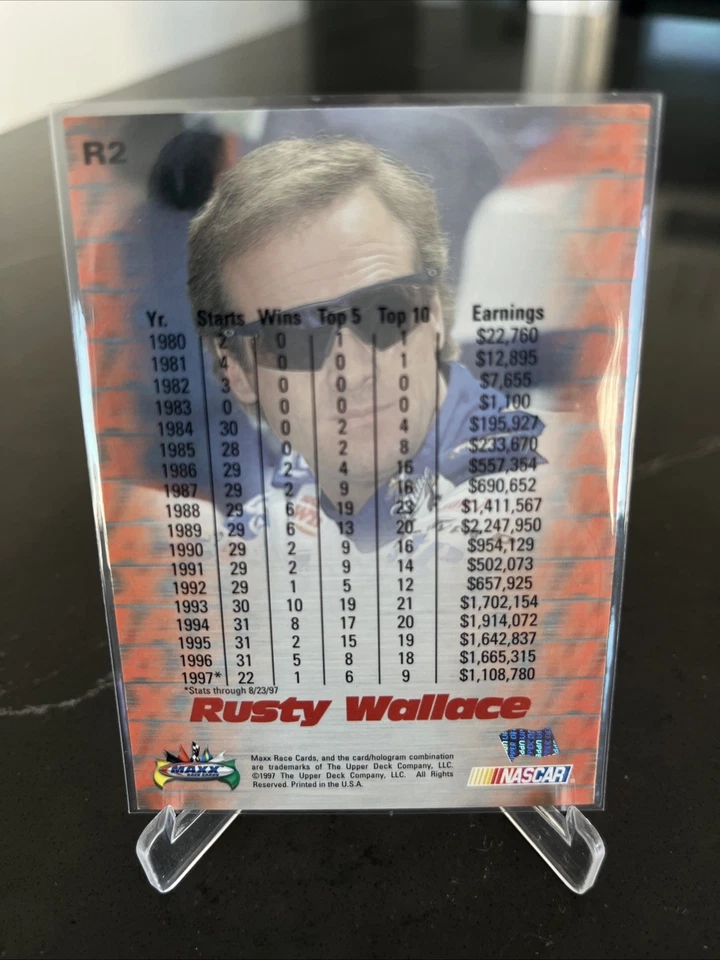 R2
Yr. Starts Wins Top 5 Top 10 Earnings
1980 2 0 1 1 $22,760
1981 4 0 0 1 $12,895
1982 3 0 0 0 $7,655
1983 0 0 0 0 $1,100
1984 30 0 2 4 $195,927
1985 28 0 2 8 $233,670
1986 29 2 4 16 $557,354
1987 29 2 9 16 $690,652
1988 29 6 19 23 $1,411,567
1989 29 6 13 20 $2,247,950
1990 29 2 9 16 $954,129
1991 29 2 9 14 $502,073
1992 29 1 5 12 $657,925
1993 30 10 19 21 $1,702,154
1994 31 8 17 20 $1,914,072
1995 31 2 15 19 $1,642,837
1996 31 5 8 18 $1,665,315
1997* 22 1 6 9 $1,108,780
*Stats through 8/23/97
Rusty Wallace
MAXX
RACE CARDS
Maxx Race Cards, and the card/hologram combination
are trademarks of The Upper Deck Company, LLC.
©1997 The Upper Deck Company, LLC. All Rights
Reserved. Printed in the U.S.A.
NASCAR